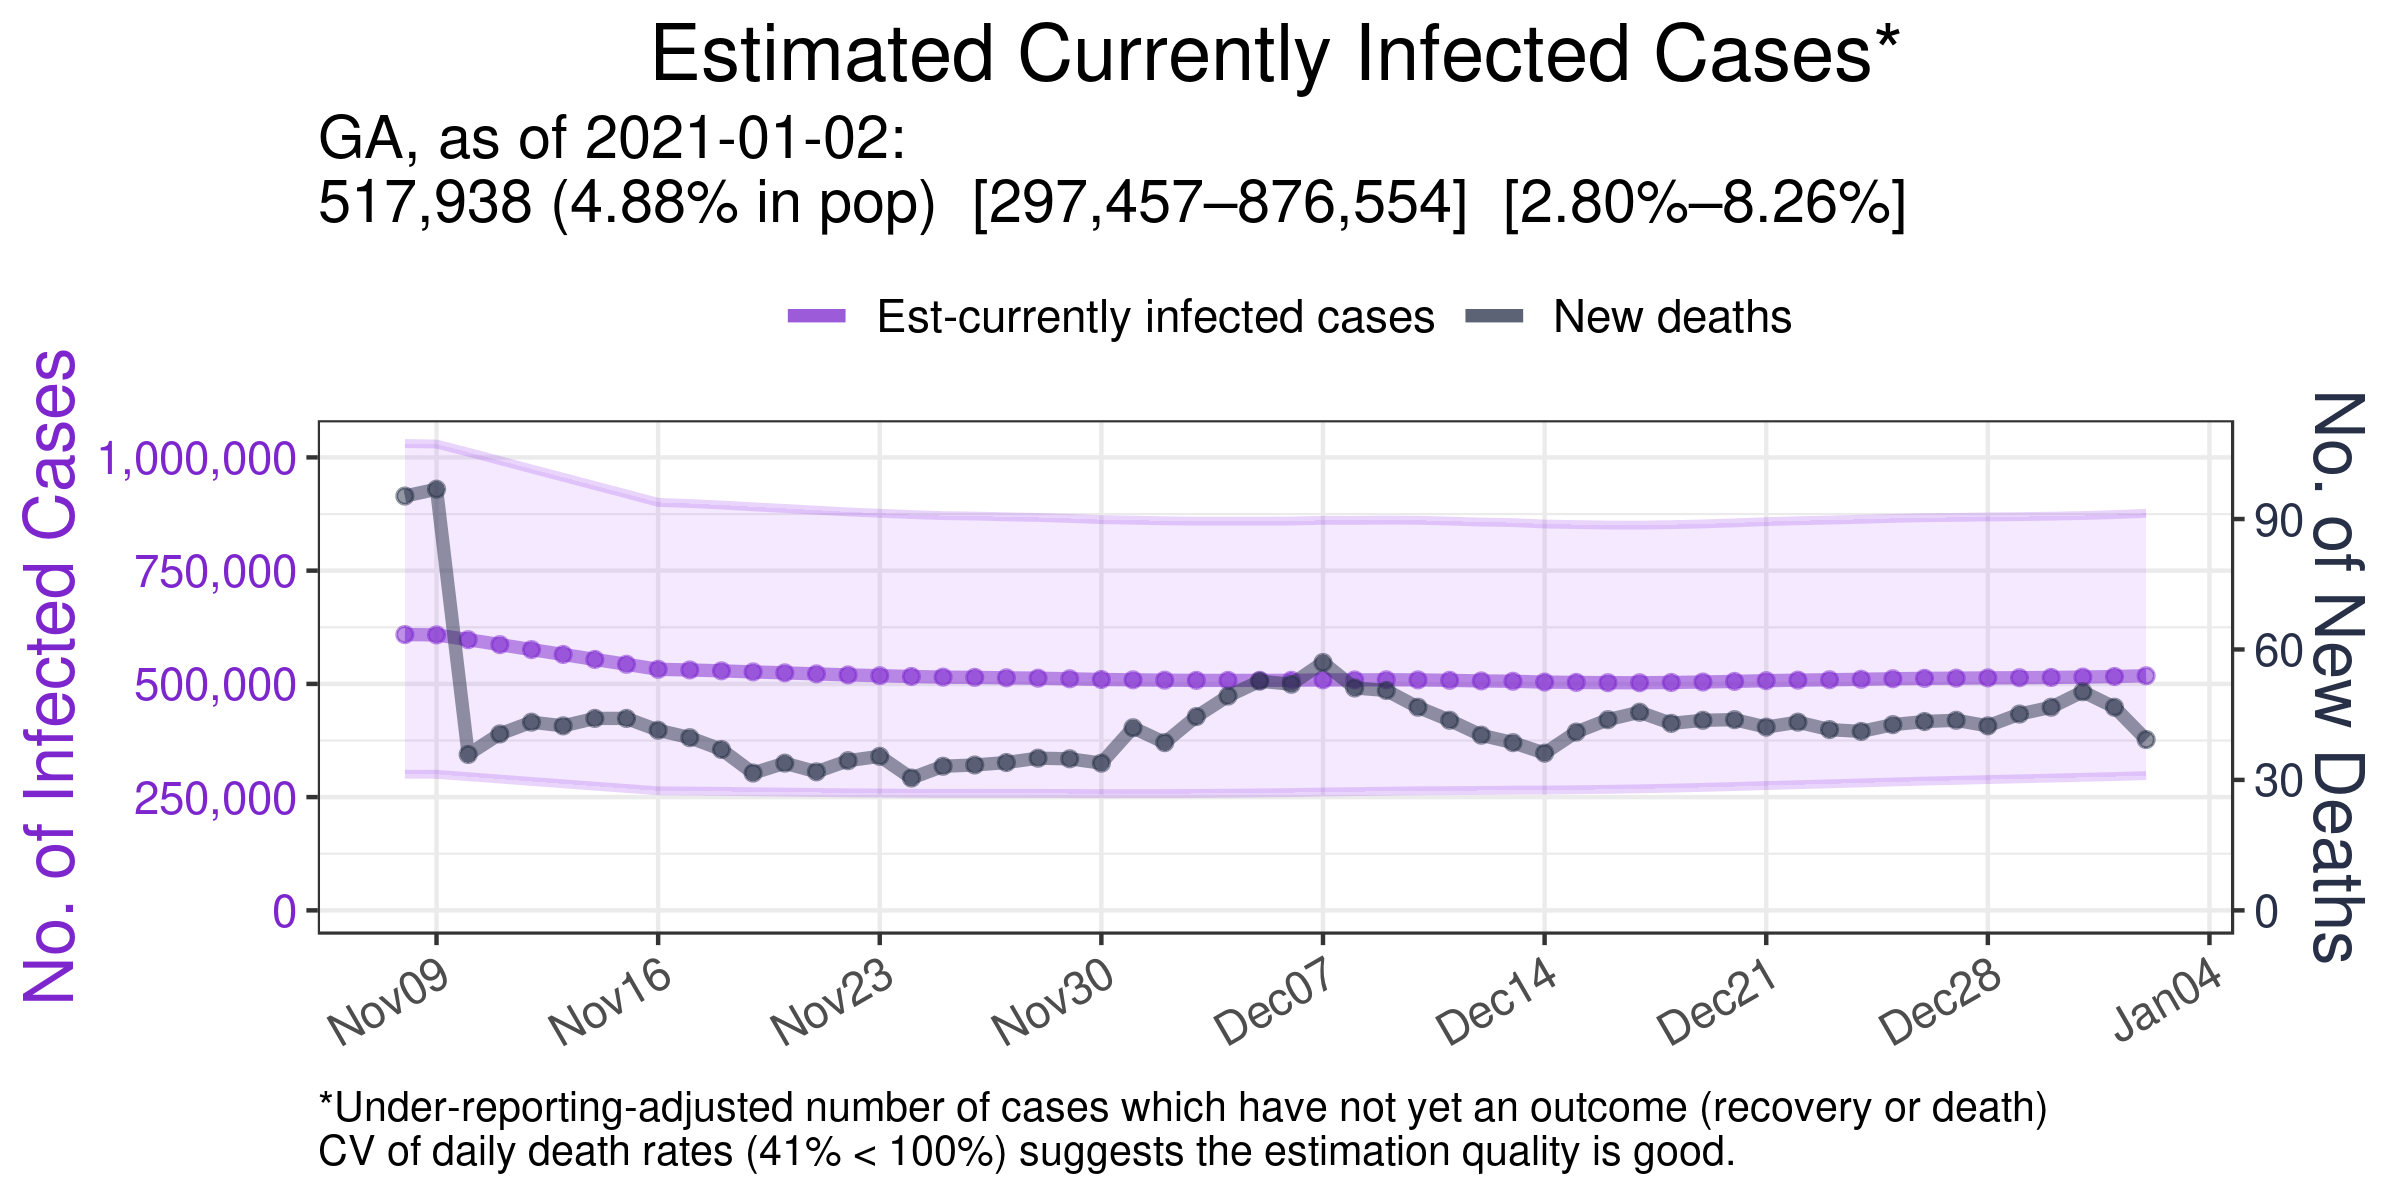 Estimated Currently Infected Cases*
GA, as of 2021-01-02:
517,938 (4.88% in pop)  [297,457–876,554]  [2.80%–8.26%]
Est-currently infected cases
New deaths
No. of Infected Cases
1,000,000
750,000
500,000
250,000
0
90
60
30
0
No. of New Deaths
Nov09
Nov16
Nov23
Nov30
Dec07
Dec14
Dec21
Dec28
Jan04
*Under-reporting-adjusted number of cases which have not yet an outcome (recovery or death)
CV of daily death rates (41% < 100%) suggests the estimation quality is good.